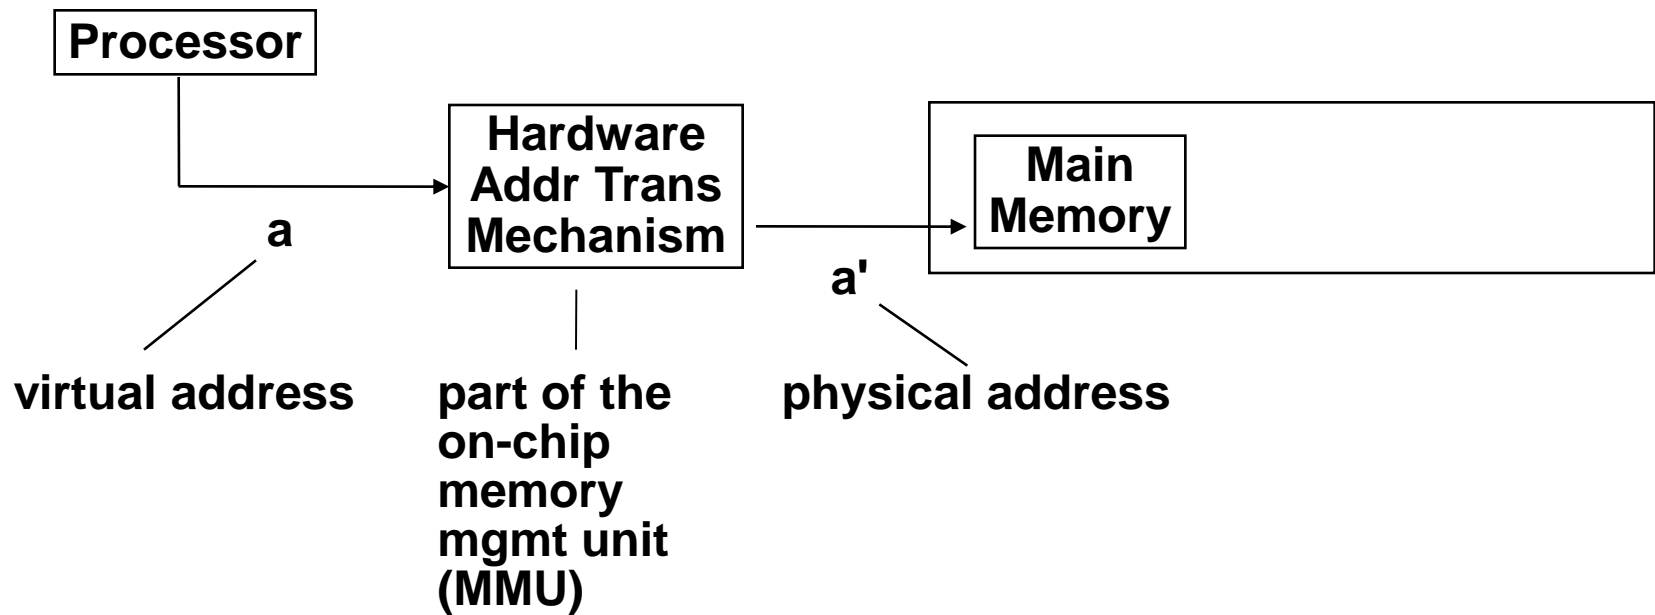 Processor
Hardware
Addr Trans
Mechanism
Main
Memory
a
a'
virtual address
part of the
on-chip
memory
mgmt unit
(MMU)
physical address